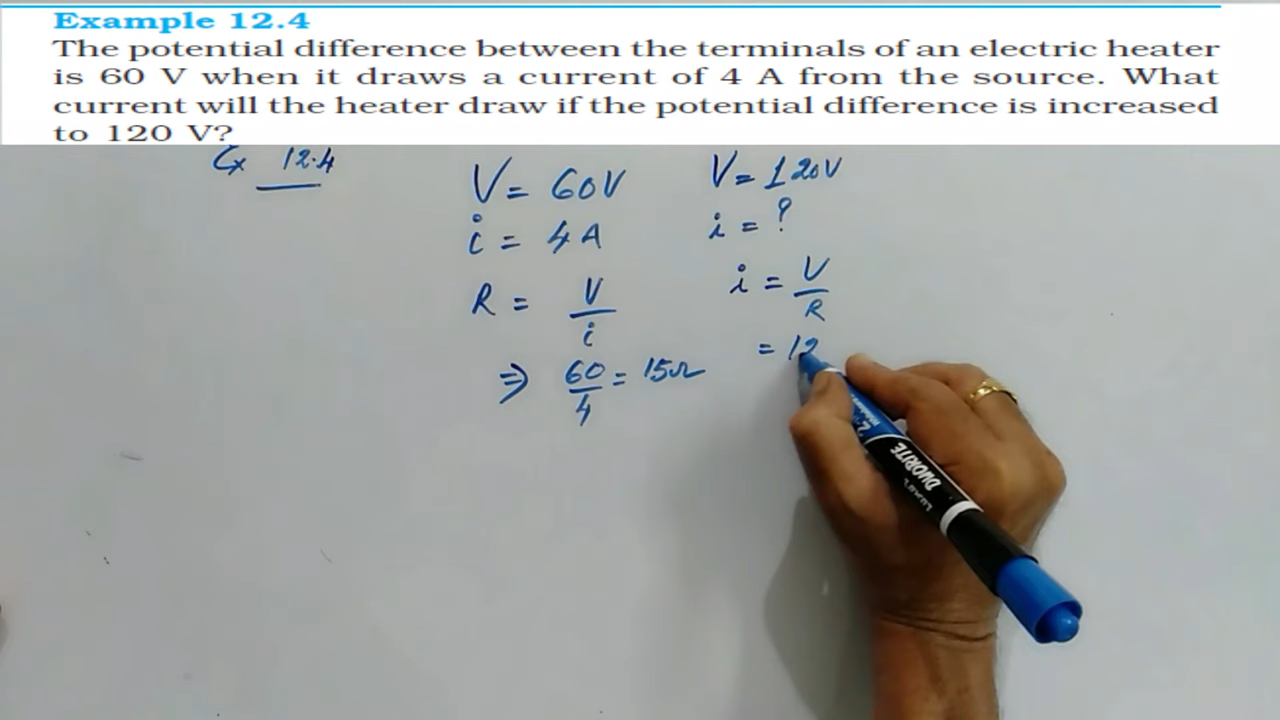 Example 12.4
The potential difference between the terminals of an electric heater
is 60 V when it draws a current of 4 A from the source. What
current will the heater draw if the potential difference is increased
to 120 V?
Ex 12.4
V = 60V
i = 4A
R = V/i
⇒ 60/4 = 15Ω
V = 120V
i = ?
i = V/R
= 12
DWORITE